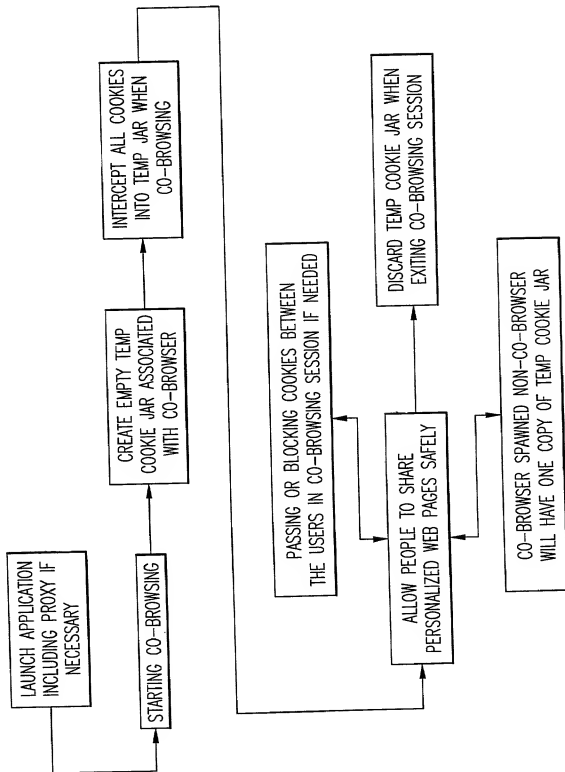 LAUNCH APPLICATION
INCLUDING PROXY IF
NECESSARY
STARTING CO-BROWSING
CREATE EMPTY TEMP
COOKIE JAR ASSOCIATED
WITH CO-BROWSER
INTERCEPT ALL COOKIES
INTO TEMP JAR WHEN
CO-BROWSING
ALLOW PEOPLE TO SHARE
PERSONALIZED WEB PAGES SAFELY
PASSING OR BLOCKING COOKIES BETWEEN
THE USERS IN CO-BROWSING SESSION IF NEEDED
CO-BROWSER SPAWNED NON-CO-BROWSER
WILL HAVE ONE COPY OF TEMP COOKIE JAR
DISCARD TEMP COOKIE JAR WHEN
EXITING CO-BROWSING SESSION